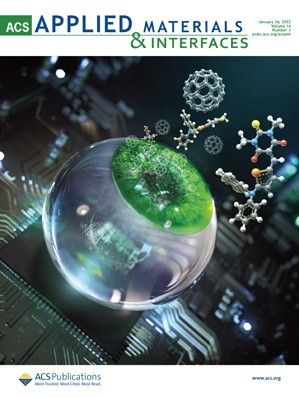 ACS APPLIED MATERIALS
& INTERFACES
January 26, 2022
Volume 14
Number 3
pubs.acs.org/acsami
ACS Publications
Most Trusted. Most Cited. Most Read.
www.acs.org